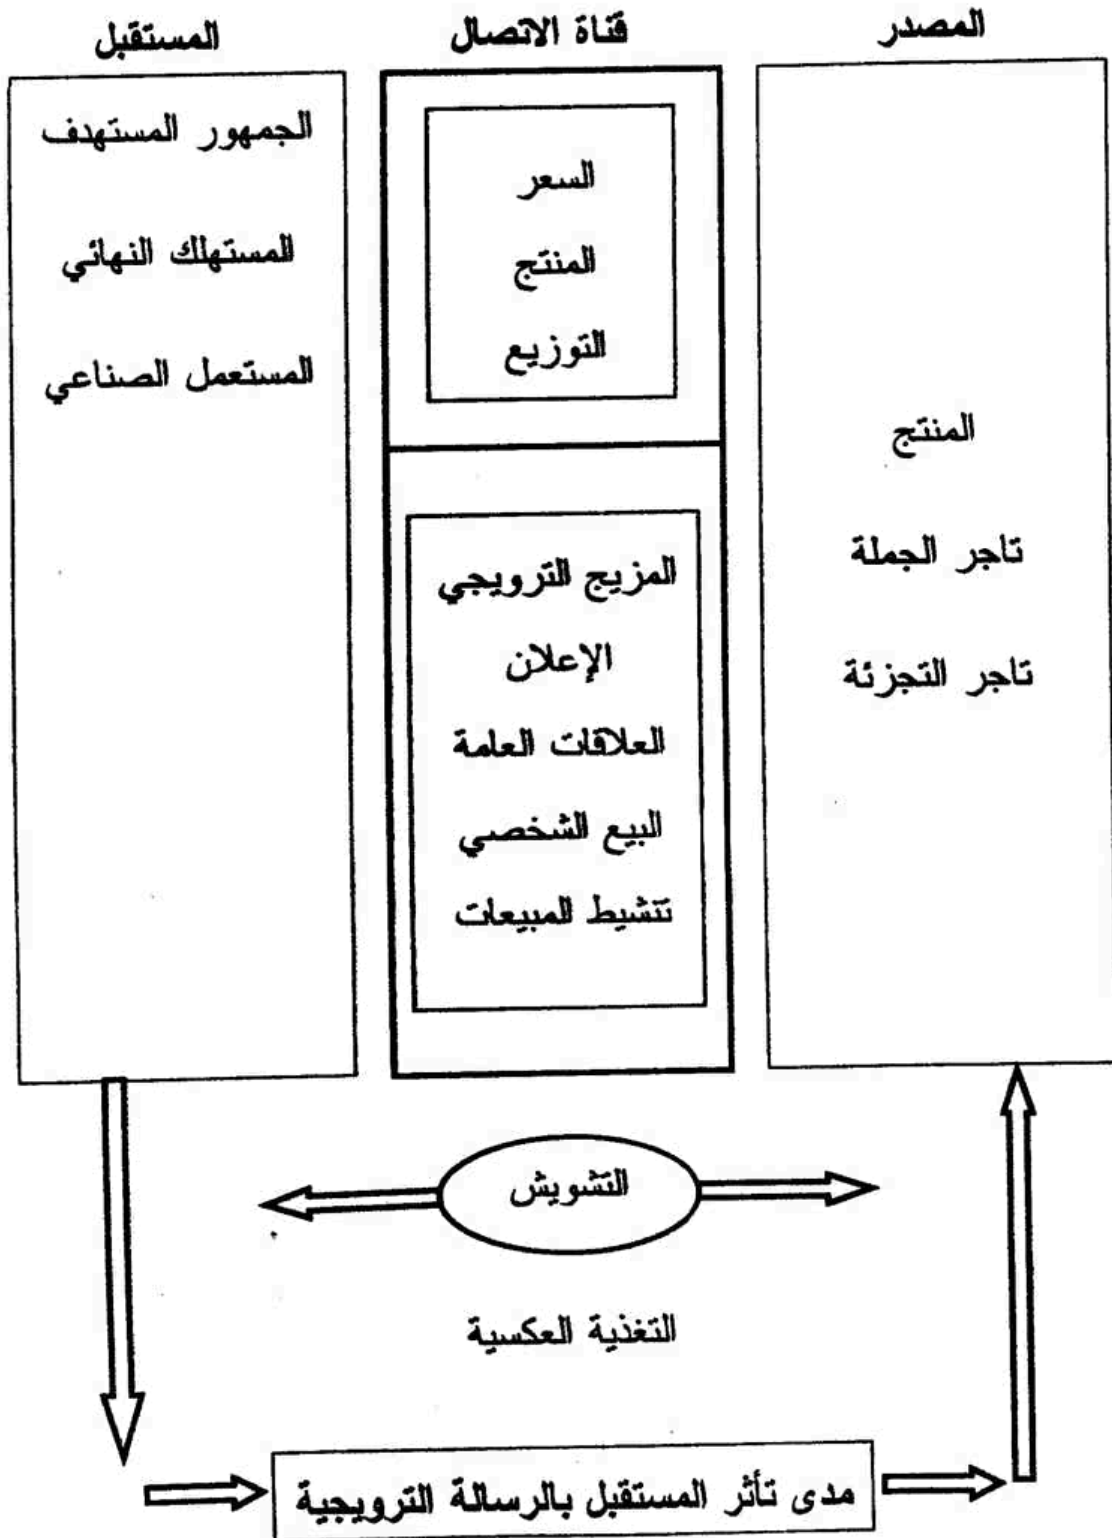 المصدر
قناة الاتصال
المستقبل
المنتج
تاجر الجملة
تاجر التجزئة
السعر
المنتج
التوزيع
المزيج الترويجي
الإعلان
العلاقات العامة
البيع الشخصي
تنشيط المبيعات
الجمهور المستهدف
المستهلك النهائي
المستعمل الصناعي
التشويش
التغذية العكسية
مدى تأثر المستقبل بالرسالة الترويجية